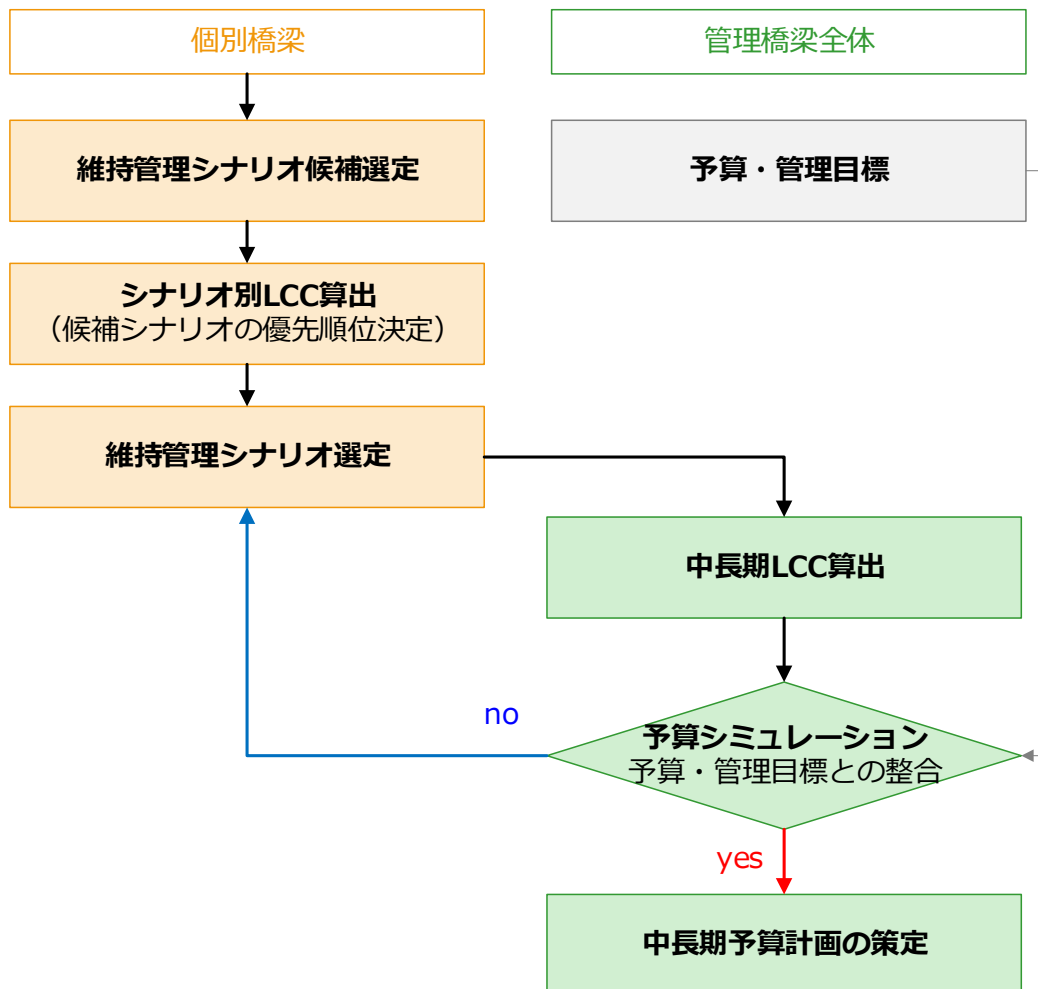 個別橋梁
管理橋梁全体
維持管理シナリオ候補選定
予算・管理目標
シナリオ別LCC算出
（候補シナリオの優先順位決定）
維持管理シナリオ選定
中長期LCC算出
no
予算シミュレーション
予算・管理目標との整合
yes
中長期予算計画の策定